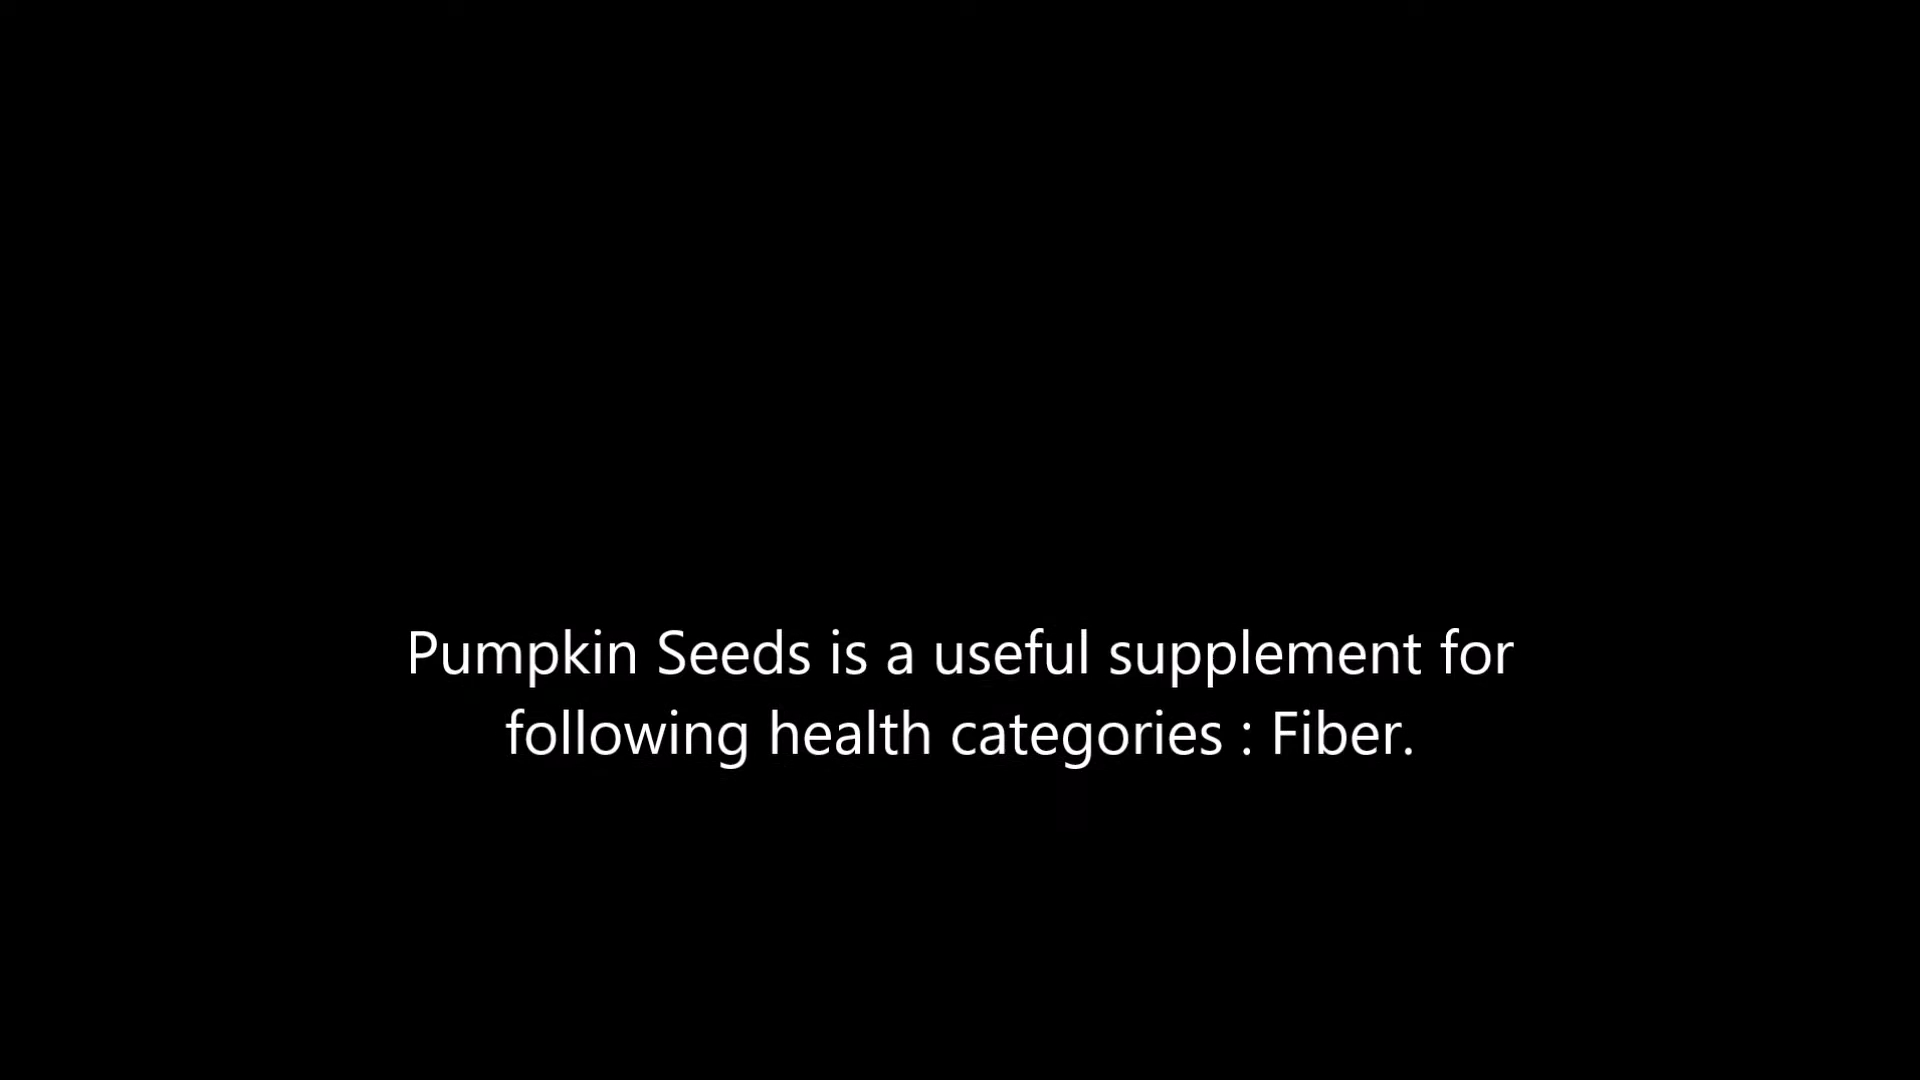 Pumpkin Seeds is a useful supplement for
following health categories : Fiber.